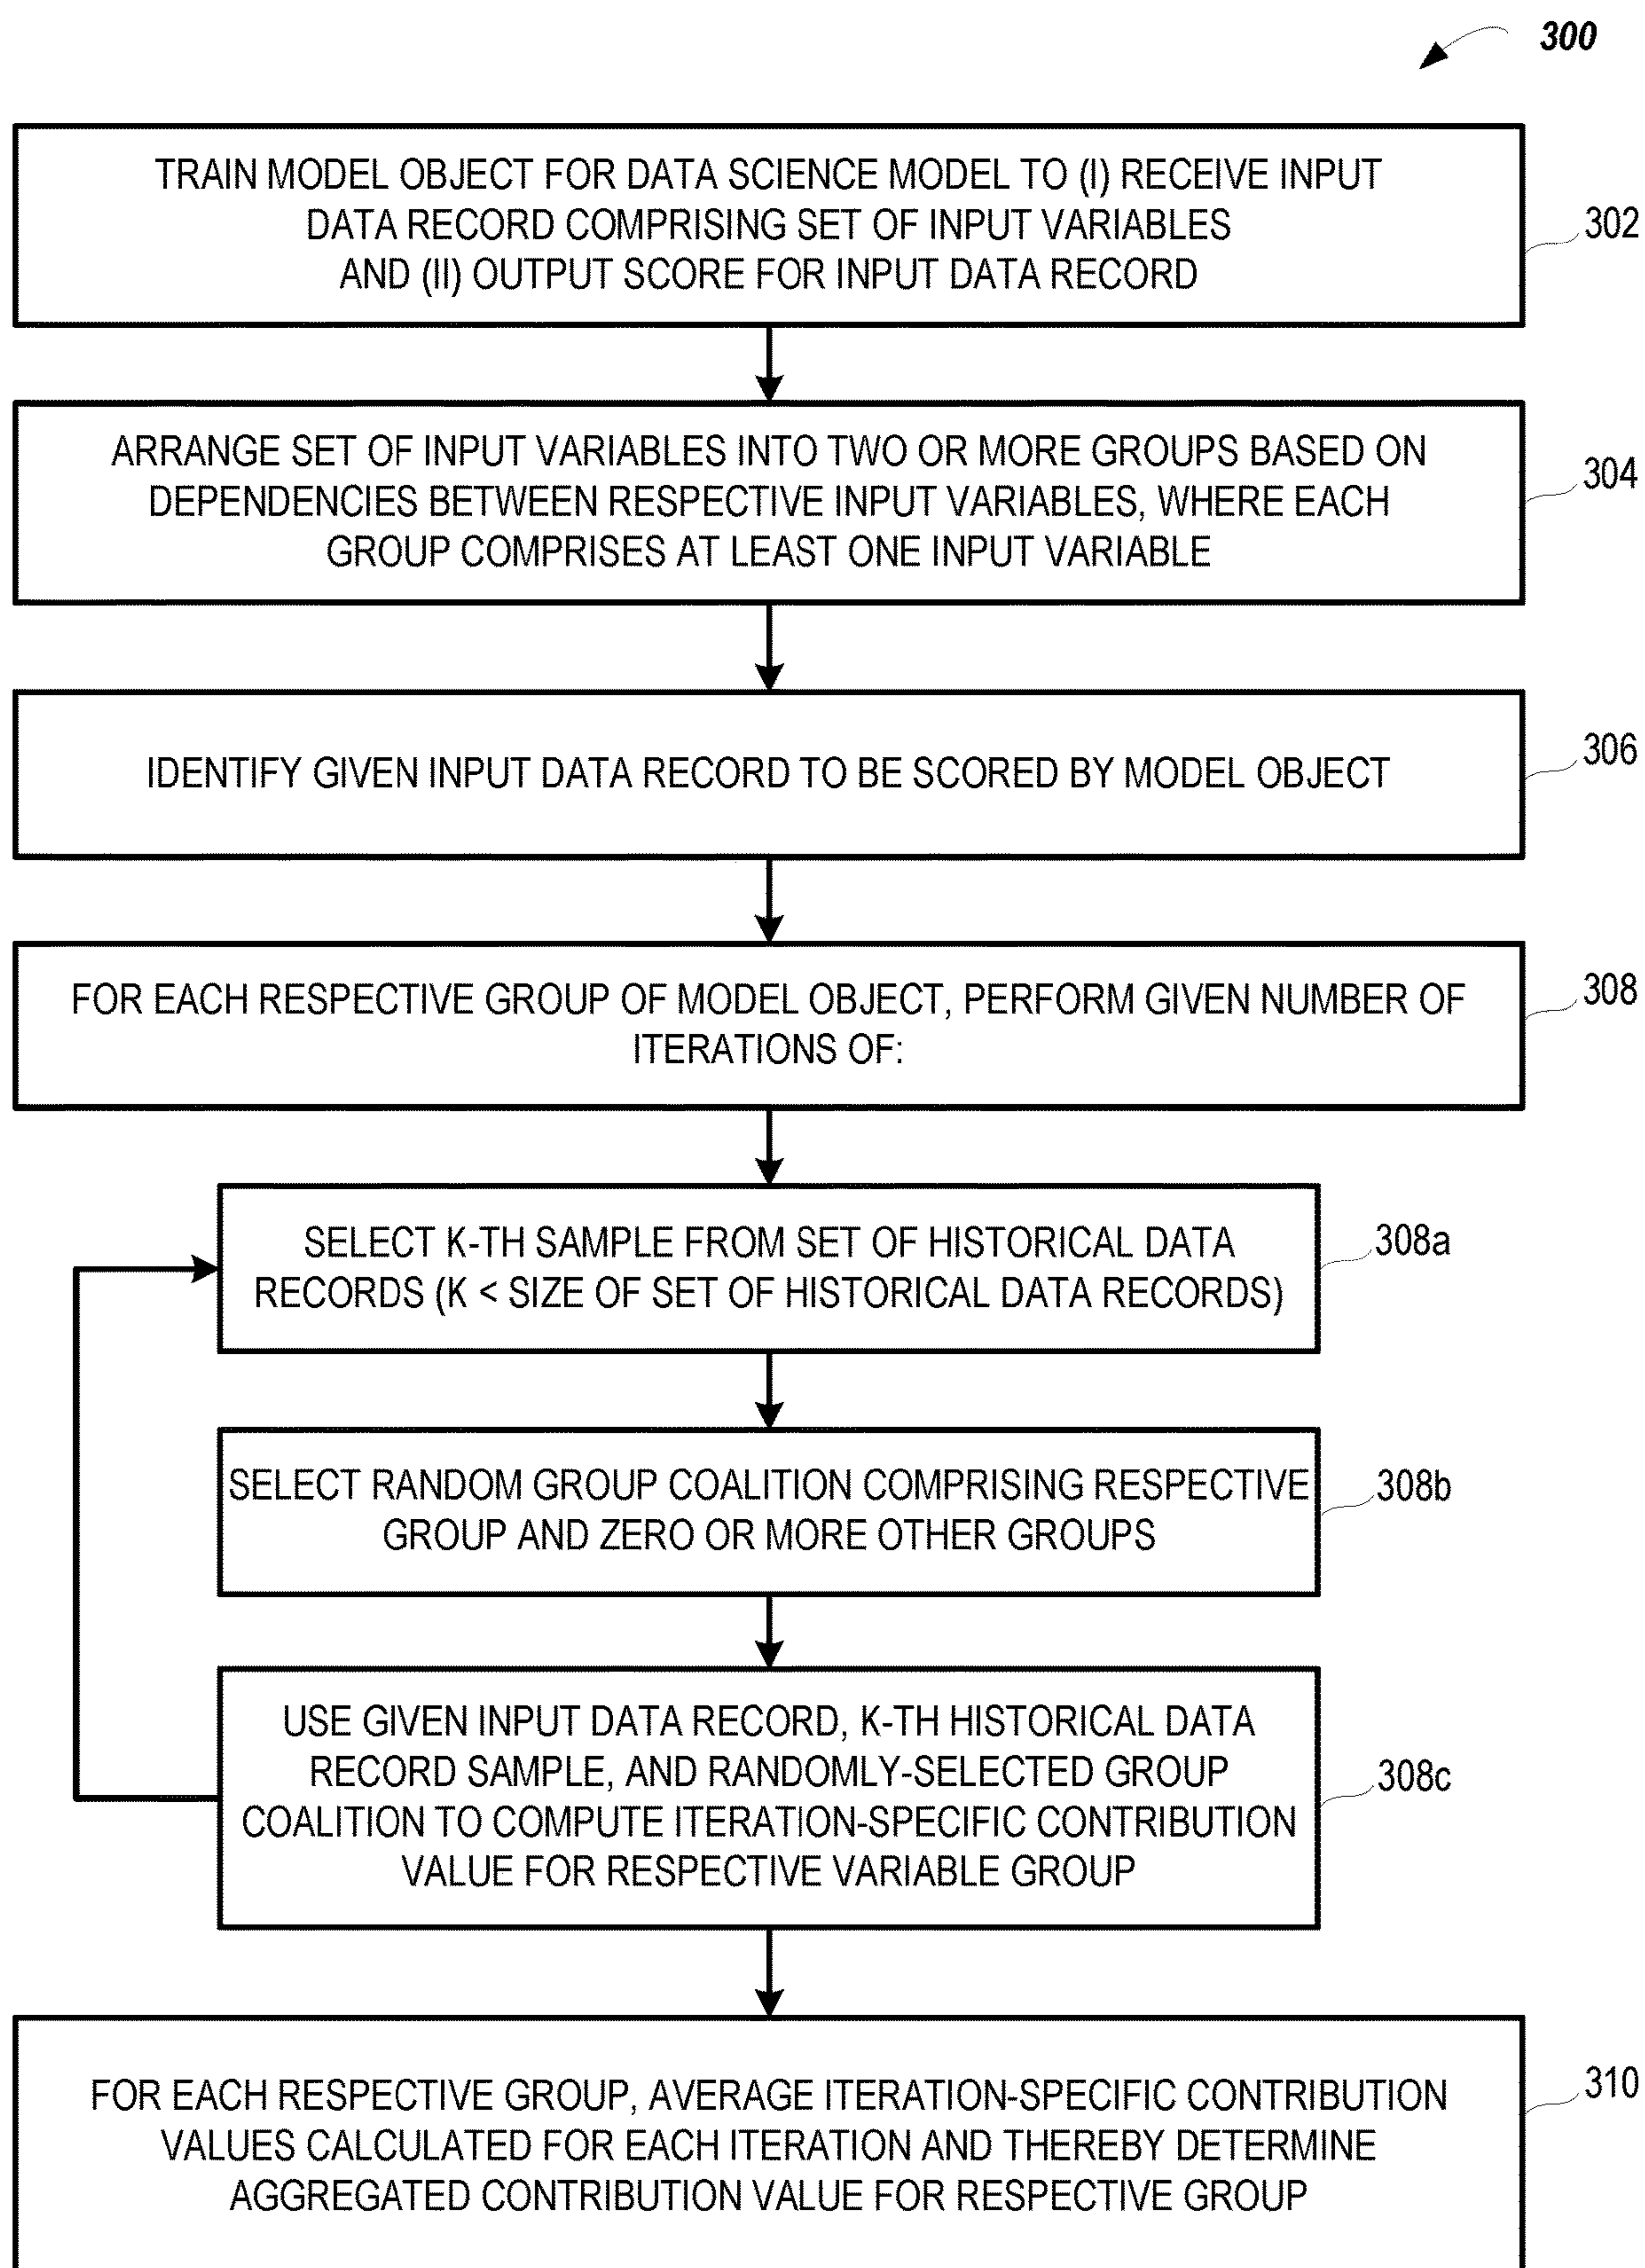 300
TRAIN MODEL OBJECT FOR DATA SCIENCE MODEL TO (I) RECEIVE INPUT
DATA RECORD COMPRISING SET OF INPUT VARIABLES
AND (II) OUTPUT SCORE FOR INPUT DATA RECORD
302
ARRANGE SET OF INPUT VARIABLES INTO TWO OR MORE GROUPS BASED ON
DEPENDENCIES BETWEEN RESPECTIVE INPUT VARIABLES, WHERE EACH
GROUP COMPRISES AT LEAST ONE INPUT VARIABLE
304
IDENTIFY GIVEN INPUT DATA RECORD TO BE SCORED BY MODEL OBJECT
306
FOR EACH RESPECTIVE GROUP OF MODEL OBJECT, PERFORM GIVEN NUMBER OF
ITERATIONS OF:
308
SELECT K-TH SAMPLE FROM SET OF HISTORICAL DATA
RECORDS (K < SIZE OF SET OF HISTORICAL DATA RECORDS)
308a
SELECT RANDOM GROUP COALITION COMPRISING RESPECTIVE
GROUP AND ZERO OR MORE OTHER GROUPS
308b
USE GIVEN INPUT DATA RECORD, K-TH HISTORICAL DATA
RECORD SAMPLE, AND RANDOMLY-SELECTED GROUP
COALITION TO COMPUTE ITERATION-SPECIFIC CONTRIBUTION
VALUE FOR RESPECTIVE VARIABLE GROUP
308c
FOR EACH RESPECTIVE GROUP, AVERAGE ITERATION-SPECIFIC CONTRIBUTION
VALUES CALCULATED FOR EACH ITERATION AND THEREBY DETERMINE
AGGREGATED CONTRIBUTION VALUE FOR RESPECTIVE GROUP
310